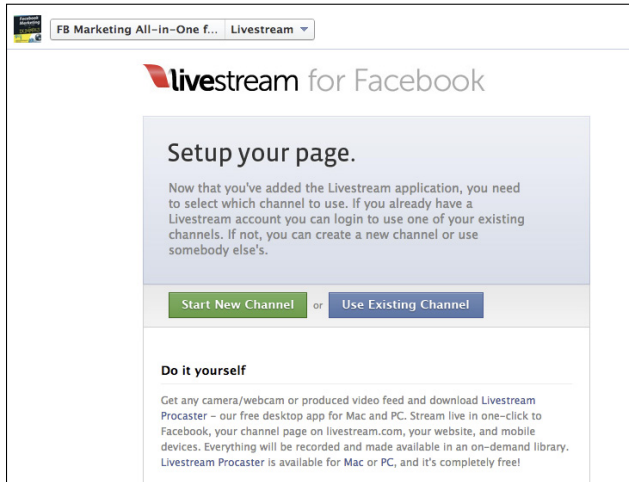 Facebook
Marketing
FB Marketing All-in-One f... Livestream
livestream for Facebook
Setup your page.
Now that you've added the Livestream application, you need
to select which channel to use. If you already have a
Livestream account you can login to use one of your existing
channels. If not, you can create a new channel or use
somebody else's.
Start New Channel or Use Existing Channel
Do it yourself
Get any camera/webcam or produced video feed and download Livestream
Procaster – our free desktop app for Mac and PC. Stream live in one-click to
Facebook, your channel page on livestream.com, your website, and mobile
devices. Everything will be recorded and made available in an on-demand library.
Livestream Procaster is available for Mac or PC, and it's completely free!